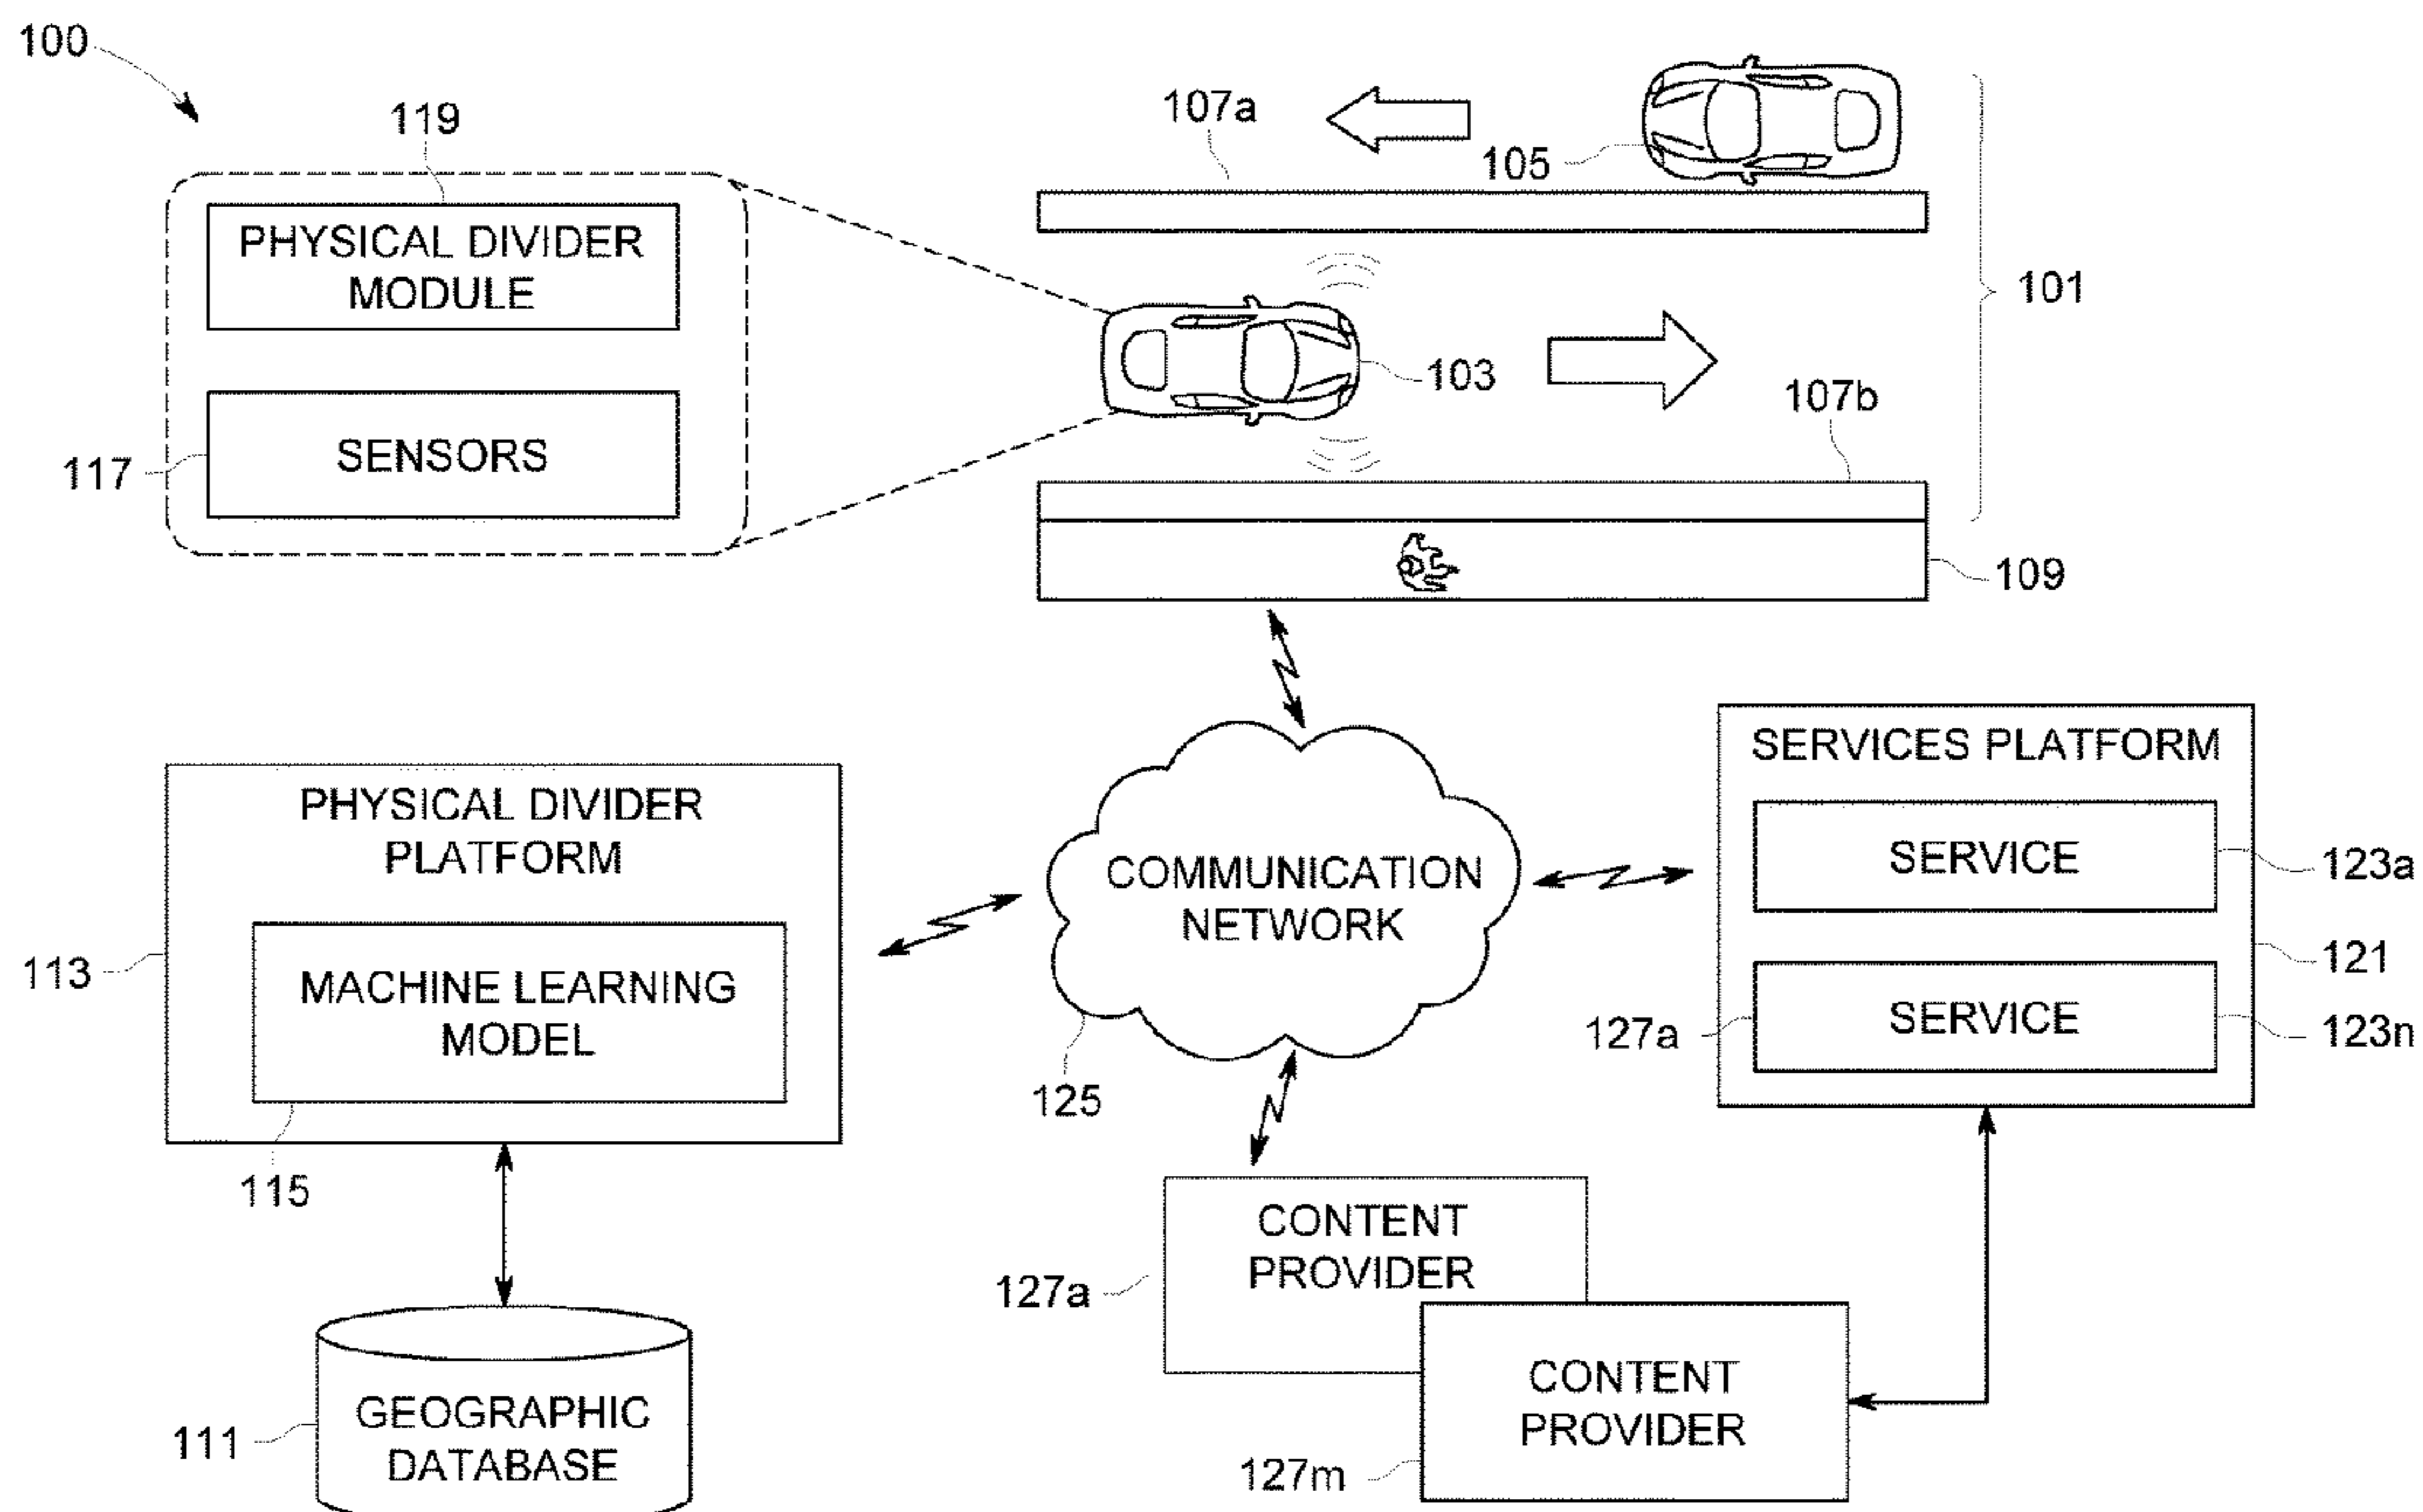 100
119
107a
105
PHYSICAL DIVIDER
MODULE
101
103
107b
SENSORS
117
109
SERVICES PLATFORM
PHYSICAL DIVIDER
PLATFORM
SERVICE
123a
COMMUNICATION
NETWORK
113
MACHINE LEARNING
MODEL
121
127a
SERVICE
123n
125
115
CONTENT
PROVIDER
127a
CONTENT
PROVIDER
127m
GEOGRAPHIC
DATABASE
111